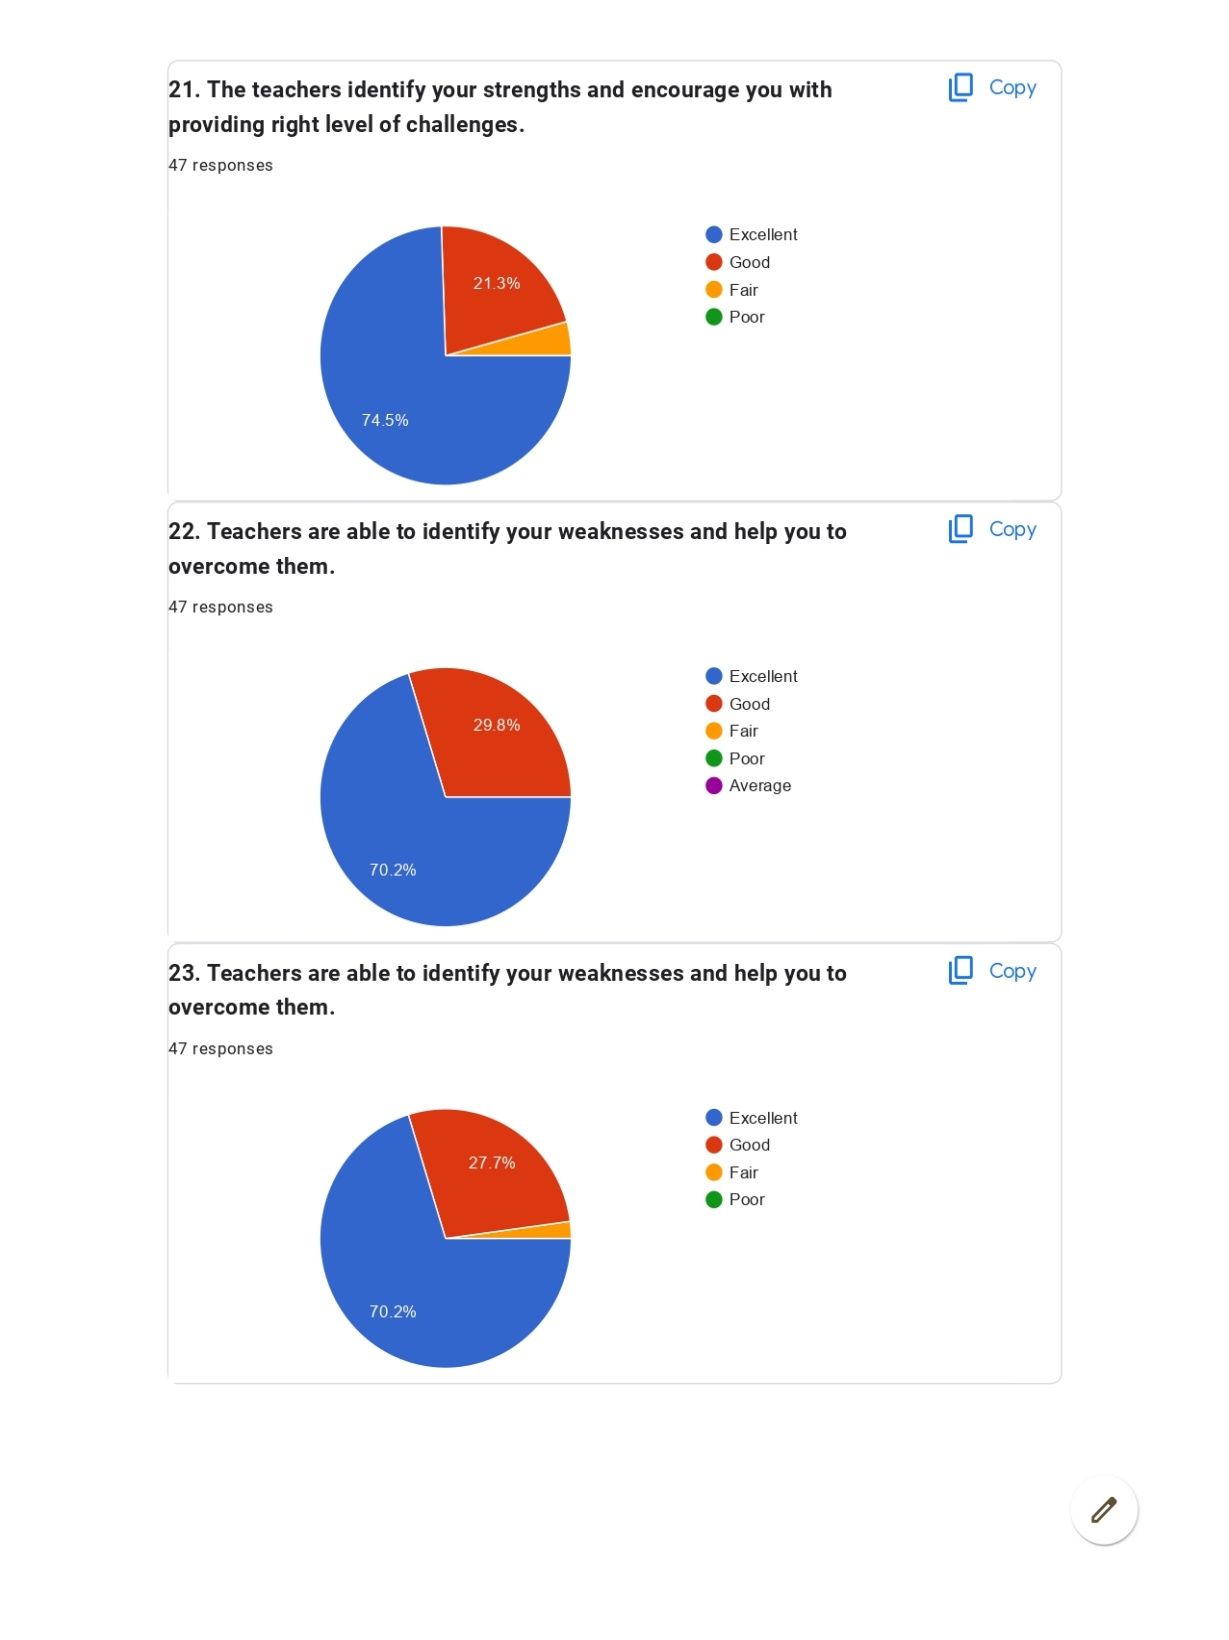 21. The teachers identify your strengths and encourage you with
providing right level of challenges.
Copy
47 responses
21.3%
74.5%
Excellent
Good
Fair
Poor
22. Teachers are able to identify your weaknesses and help you to
overcome them.
Copy
47 responses
29.8%
70.2%
Excellent
Good
Fair
Poor
Average
23. Teachers are able to identify your weaknesses and help you to
overcome them.
Copy
47 responses
27.7%
70.2%
Excellent
Good
Fair
Poor